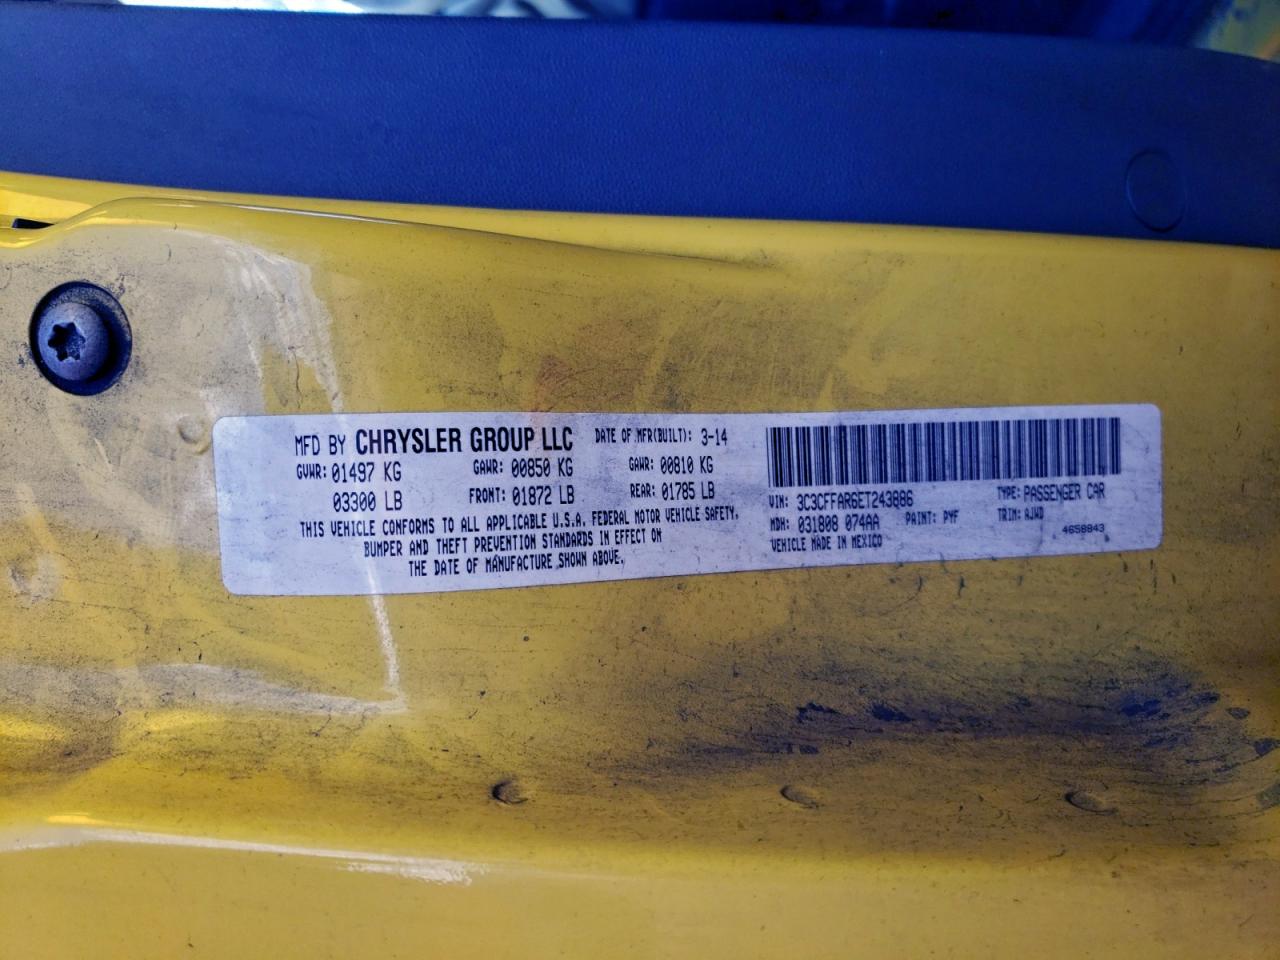 MFD BY CHRYSLER GROUP LLC DATE OF MFR(BUILT): 3-14
GVWR: 01497 KG GAWR: 00850 KG GAWR: 00810 KG
03300 LB FRONT: 01872 LB REAR: 01785 LB
THIS VEHICLE CONFORMS TO ALL APPLICABLE U.S.A. FEDERAL MOTOR VEHICLE SAFETY,
BUMPER AND THEFT PREVENTION STANDARDS IN EFFECT ON
THE DATE OF MANUFACTURE SHOWN ABOVE.
VIN: 3C3CFFAR6ET243886 TYPE: PASSENGER CAR
MDH: 031808 074AA PAINT: PYF TRIM: AJWD
VEHICLE MADE IN MEXICO 4658843